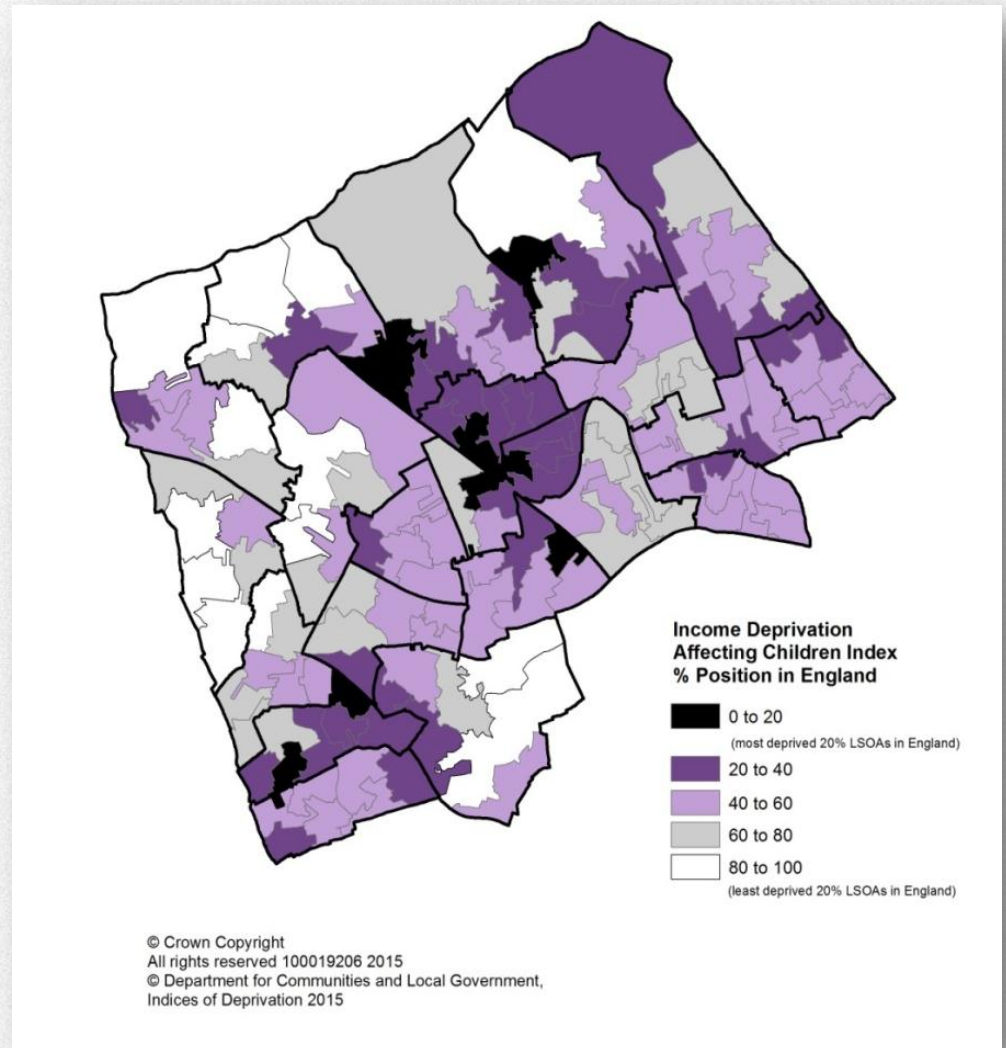 Income Deprivation
Affecting Children Index
% Position in England
0 to 20
(most deprived 20% LSOAs in England)
20 to 40
40 to 60
60 to 80
80 to 100
(least deprived 20% LSOAs in England)
© Crown Copyright
All rights reserved 100019206 2015
© Department for Communities and Local Government,
Indices of Deprivation 2015